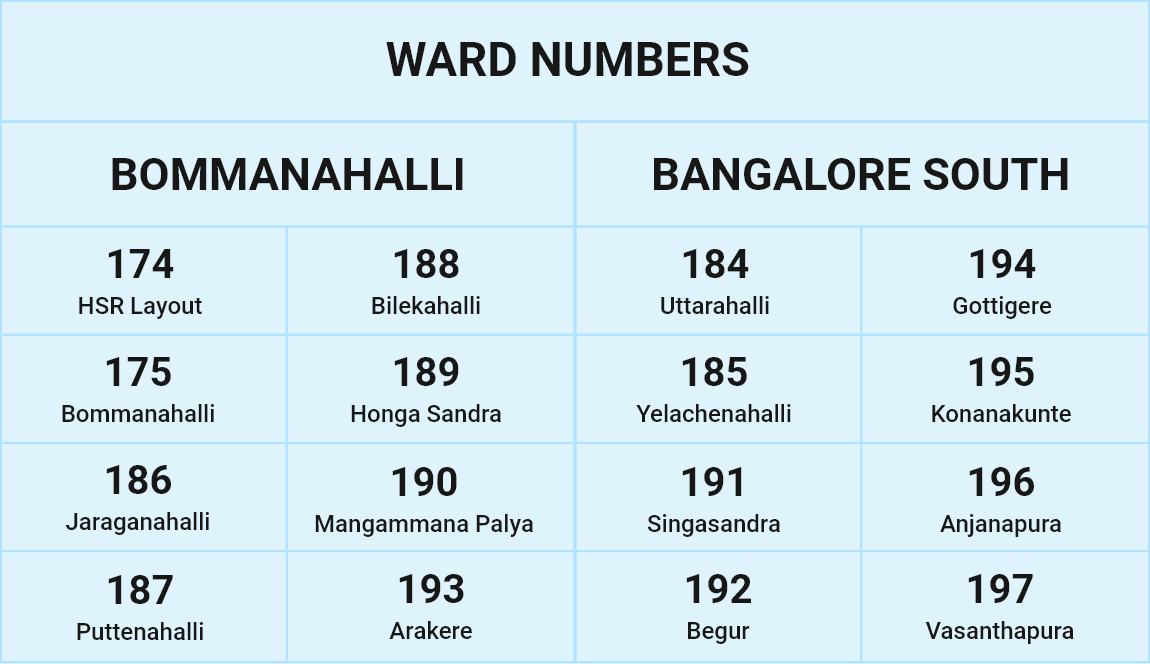 WARD NUMBERS
BOMMANAHALLI
BANGALORE SOUTH
174
HSR Layout
188
Bilekahalli
184
Uttarahalli
194
Gottigere
175
Bommanahalli
189
Honga Sandra
185
Yelachenahalli
195
Konanakunte
186
Jaraganahalli
190
Mangammana Palya
191
Singasandra
196
Anjanapura
187
Puttenahalli
193
Arakere
192
Begur
197
Vasanthapura